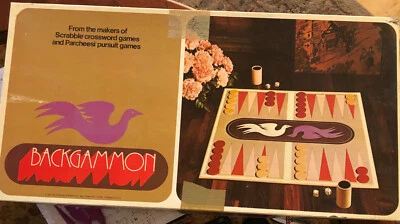 From the makers of
Scrabble crossword games
and Parcheesi pursuit games
BACKGAMMON